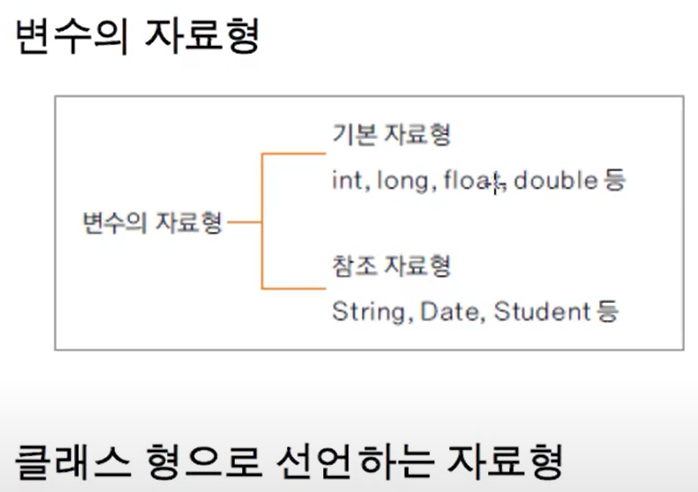 변수의 자료형
기본 자료형
int, long, float, double 등
변수의 자료형
참조 자료형
String, Date, Student 등
클래스 형으로 선언하는 자료형